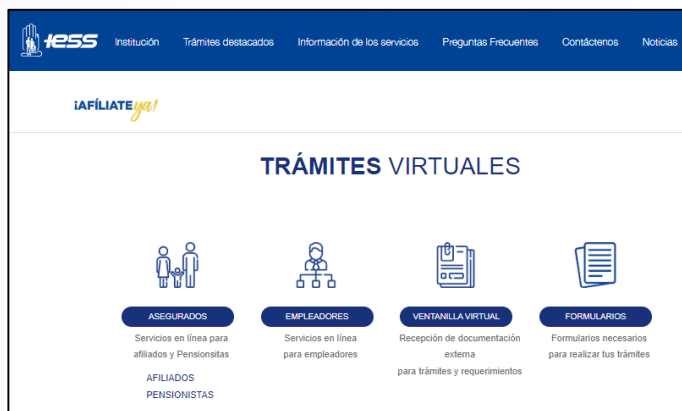 iess Institución Trámites destacados Información de los servicios Preguntas Frecuentes Contáctenos Noticias
¡AFÍLIATE ya!
TRÁMITES VIRTUALES
ASEGURADOS
Servicios en línea para
afiliados y Pensionsitas
AFILIADOS
PENSIONISTAS
EMPLEADORES
Servicios en línea
para empleadores
VENTANILLA VIRTUAL
Recepción de documentación
externa
para trámites y requerimientos
FORMULARIOS
Formularios necesarios
para realizar tus trámites